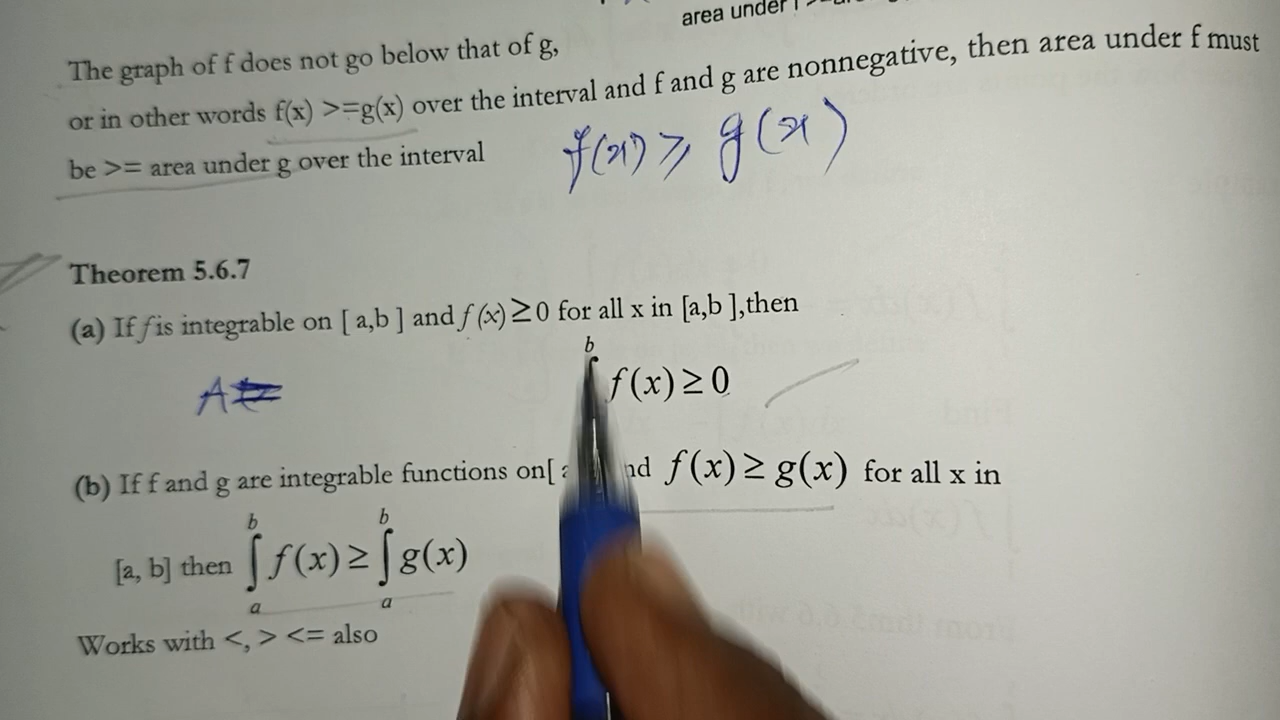 area under f
The graph of f does not go below that of g,
or in other words f(x) >=g(x) over the interval and f and g are nonnegative, then area under f must
be >= area under g over the interval
f(x) ≥ g(x)
Theorem 5.6.7
(a) If f is integrable on [ a,b ] and f (x) ≥ 0 for all x in [a,b ],then
b
∫ f(x) ≥ 0
A
(b) If f and g are integrable functions on[ a nd f(x) ≥ g(x) for all x in
b b
[a, b] then ∫ f(x) ≥ ∫ g(x)
a a
Works with <, > <= also